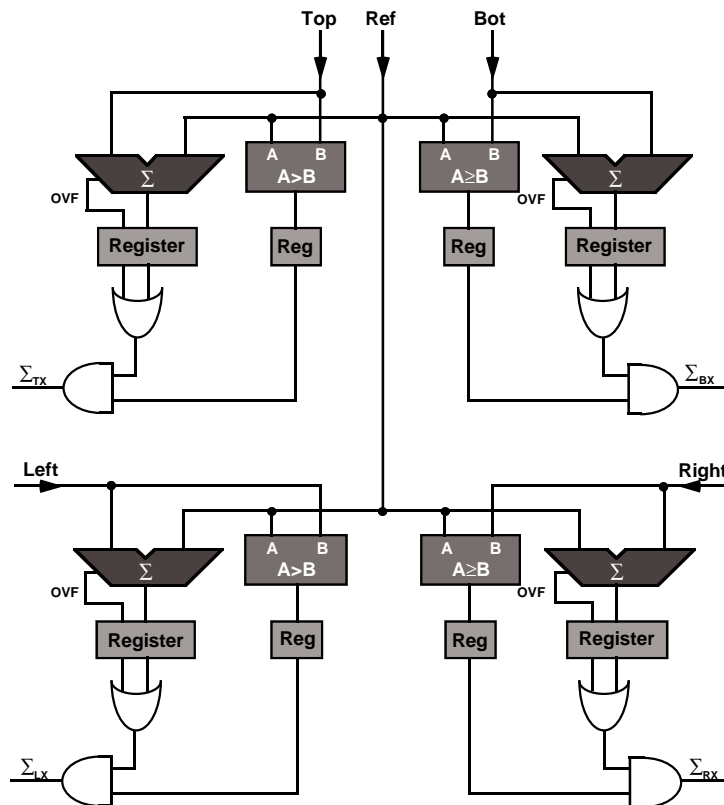 Top Ref Bot
A B
A>B
A B
A≥B
Σ
Σ
OVF
OVF
Register
Reg
Reg
Register
Σ_TX
Σ_BX
Left
Right
A B
A>B
A B
A≥B
Σ
Σ
OVF
OVF
Register
Reg
Reg
Register
Σ_LX
Σ_RX